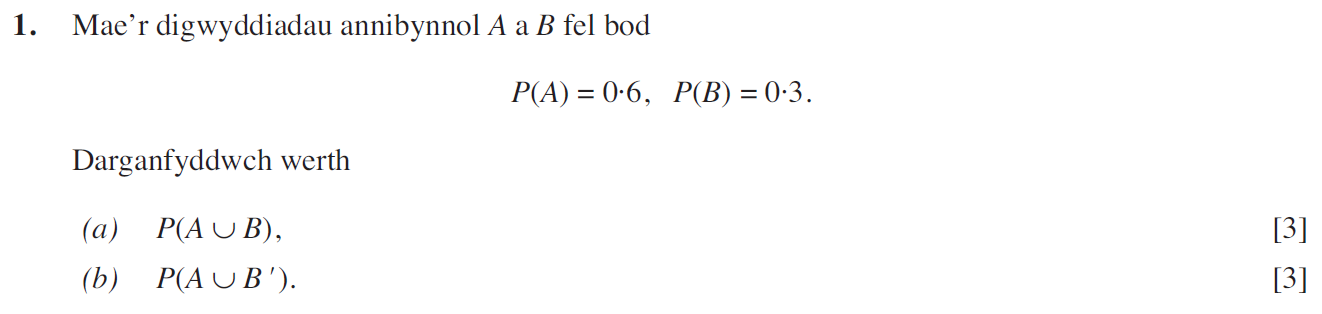 1. Mae’r digwyddiadau annibynnol A a B fel bod
P(A) = 0·6, P(B) = 0·3.
Darganfyddwch werth
(a) P(A ∪ B), [3]
(b) P(A ∪ B′). [3]